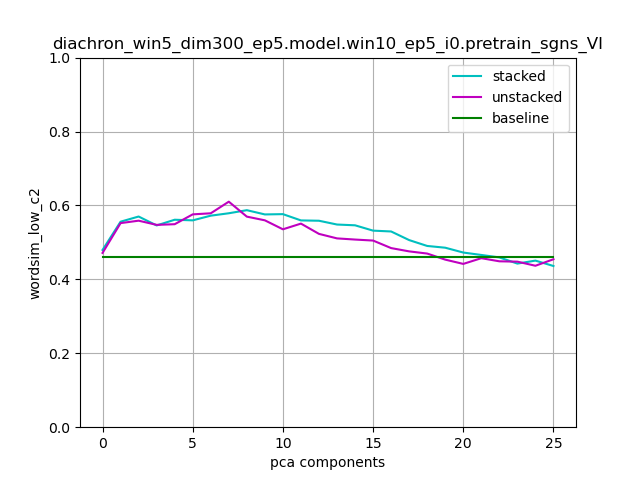 diachron_win5_dim300_ep5.model.win10_ep5_i0.pretrain_sgns_VI
1.0
0.8
0.6
0.4
0.2
0.0
wordsim_low_c2
stacked
unstacked
baseline
0 5 10 15 20 25
pca components